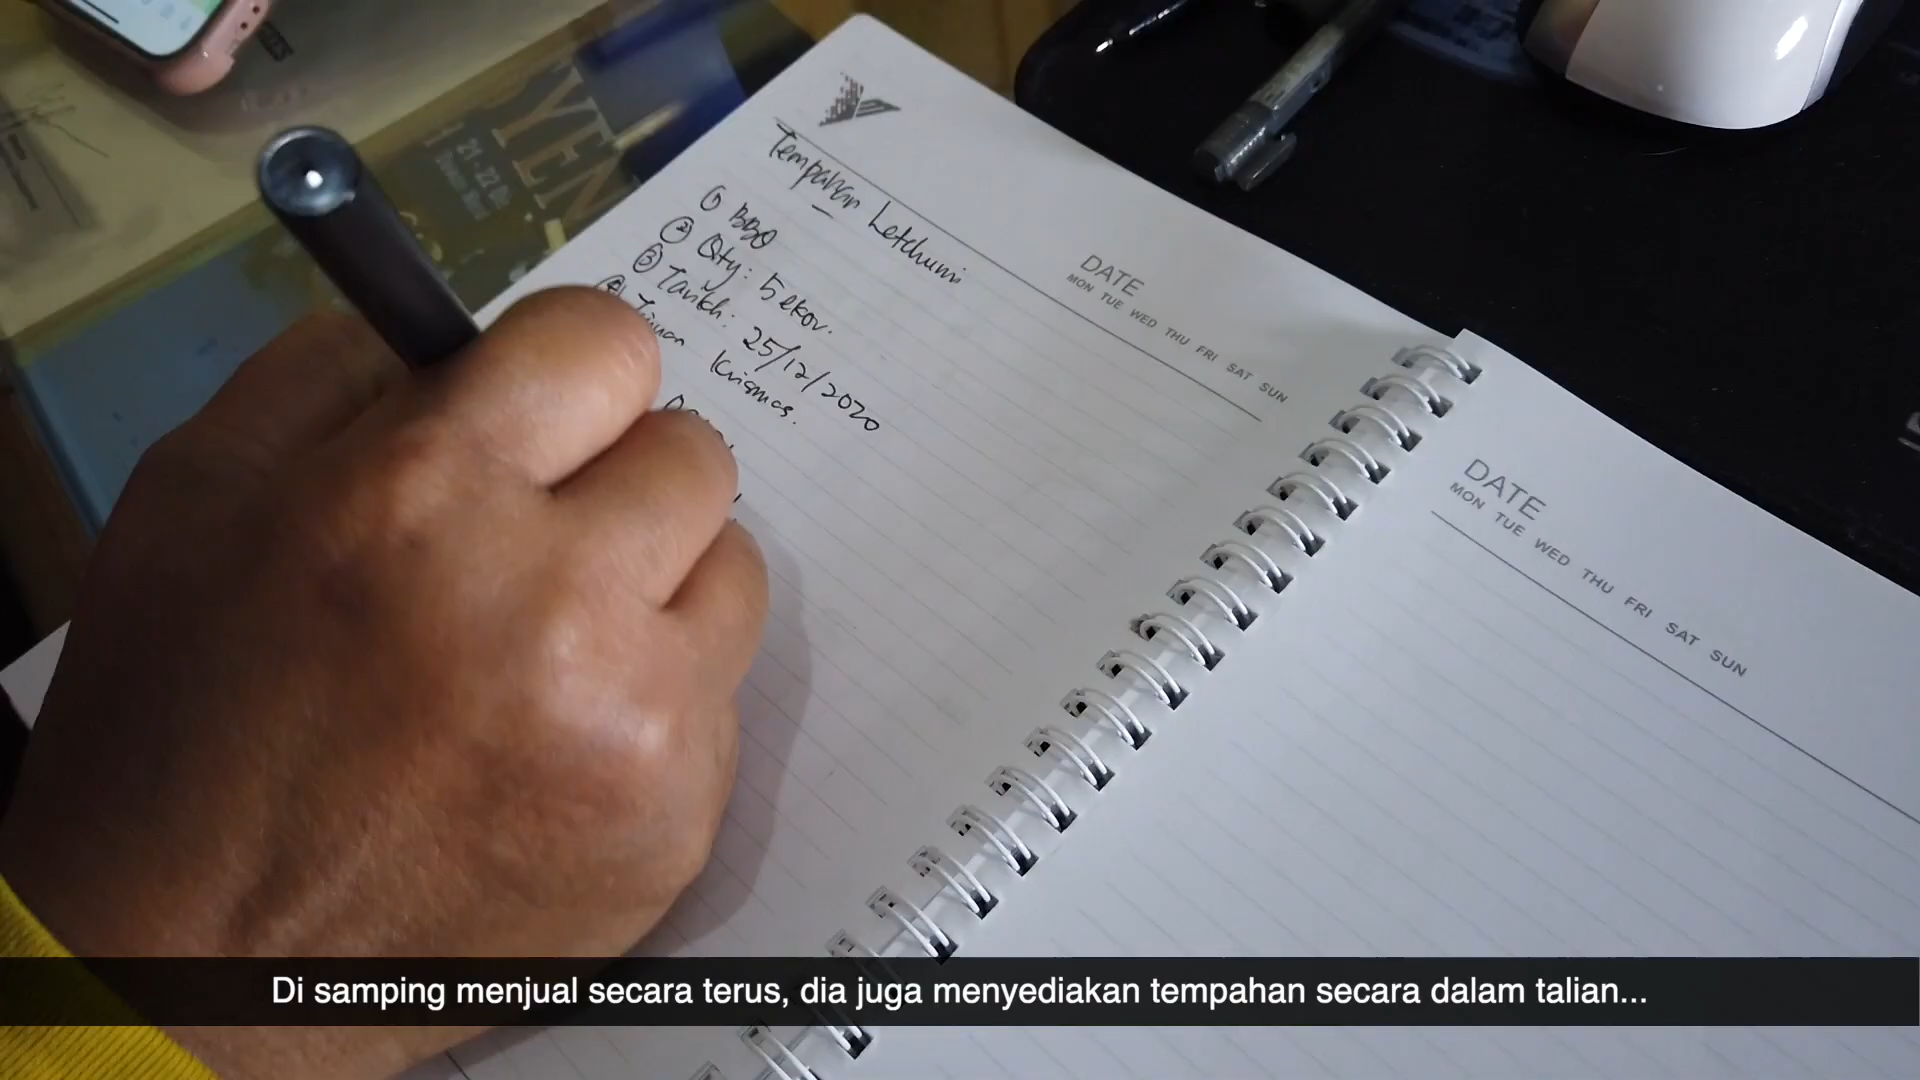 YEN
Tempahan Letchumi
① BBQ
② Qty: 5 ekor.
③ Tarikh: 25/12/2020
Krismas.
DATE
MON TUE WED THU FRI SAT SUN
DATE
MON TUE WED THU FRI SAT SUN
Di samping menjual secara terus, dia juga menyediakan tempahan secara dalam talian...